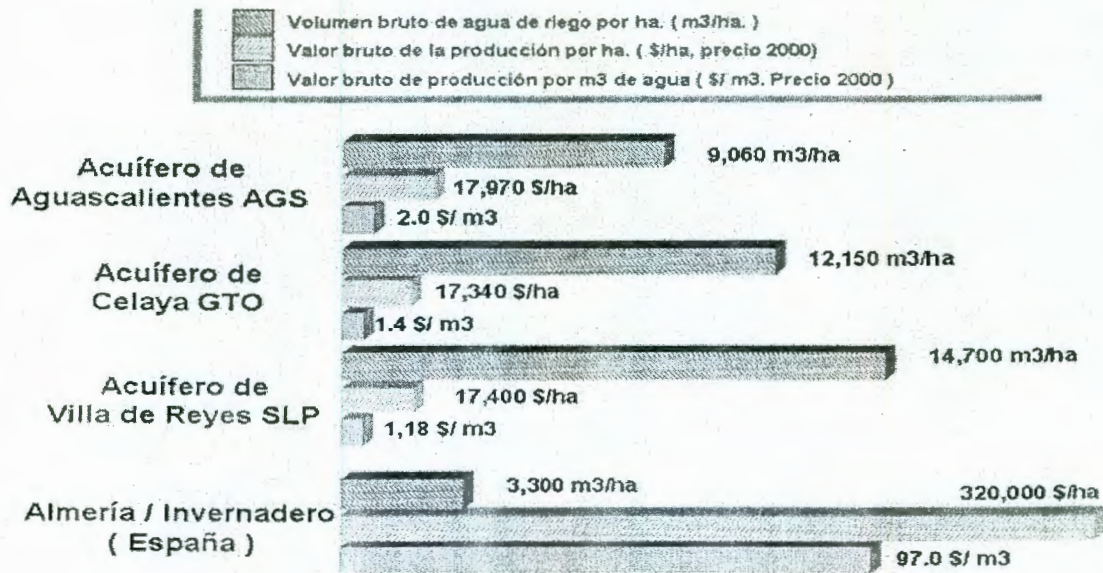 Volumen bruto de agua de riego por ha. ( m3/ha. )
Valor bruto de la producción por ha. ( $/ha, precio 2000)
Valor bruto de producción por m3 de agua ( $/ m3. Precio 2000 )
Acuífero de
Aguascalientes AGS
9,060 m3/ha
17,970 $/ha
2.0 $/ m3
Acuífero de
Celaya GTO
12,150 m3/ha
17,340 $/ha
1.4 $/ m3
Acuífero de
Villa de Reyes SLP
14,700 m3/ha
17,400 $/ha
1,18 $/ m3
Almería / Invernadero
( España )
3,300 m3/ha
320,000 $/ha
97.0 $/ m3